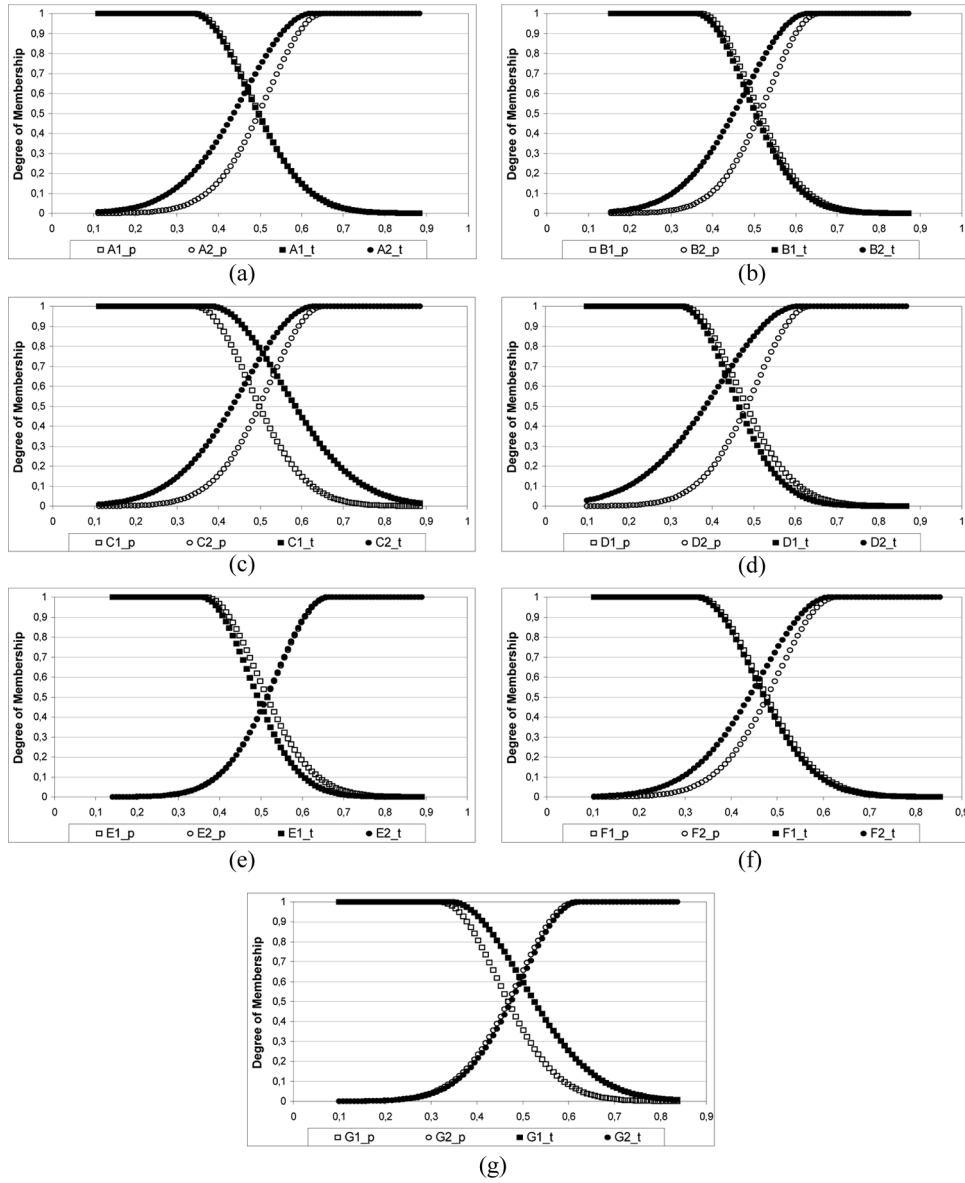 Degree of Membership
1
0,9
0,8
0,7
0,6
0,5
0,4
0,3
0,2
0,1
0
0 0,1 0,2 0,3 0,4 0,5 0,6 0,7 0,8 0,9 1
A1_p A2_p A1_t A2_t
(a)
Degree of Membership
1
0,9
0,8
0,7
0,6
0,5
0,4
0,3
0,2
0,1
0
0 0,1 0,2 0,3 0,4 0,5 0,6 0,7 0,8 0,9 1
B1_p B2_p B1_t B2_t
(b)
Degree of Membership
1
0,9
0,8
0,7
0,6
0,5
0,4
0,3
0,2
0,1
0
0 0,1 0,2 0,3 0,4 0,5 0,6 0,7 0,8 0,9 1
C1_p C2_p C1_t C2_t
(c)
Degree of Membership
1
0,9
0,8
0,7
0,6
0,5
0,4
0,3
0,2
0,1
0
0 0,1 0,2 0,3 0,4 0,5 0,6 0,7 0,8 0,9 1
D1_p D2_p D1_t D2_t
(d)
Degree of Membership
1
0,9
0,8
0,7
0,6
0,5
0,4
0,3
0,2
0,1
0
0 0,1 0,2 0,3 0,4 0,5 0,6 0,7 0,8 0,9 1
E1_p E2_p E1_t E2_t
(e)
Degree of Membership
1
0,9
0,8
0,7
0,6
0,5
0,4
0,3
0,2
0,1
0
0 0,1 0,2 0,3 0,4 0,5 0,6 0,7 0,8 0,9
F1_p F2_p F1_t F2_t
(f)
Degree of Membership
1
0,9
0,8
0,7
0,6
0,5
0,4
0,3
0,2
0,1
0
0 0,1 0,2 0,3 0,4 0,5 0,6 0,7 0,8 0,9
G1_p G2_p G1_t G2_t
(g)